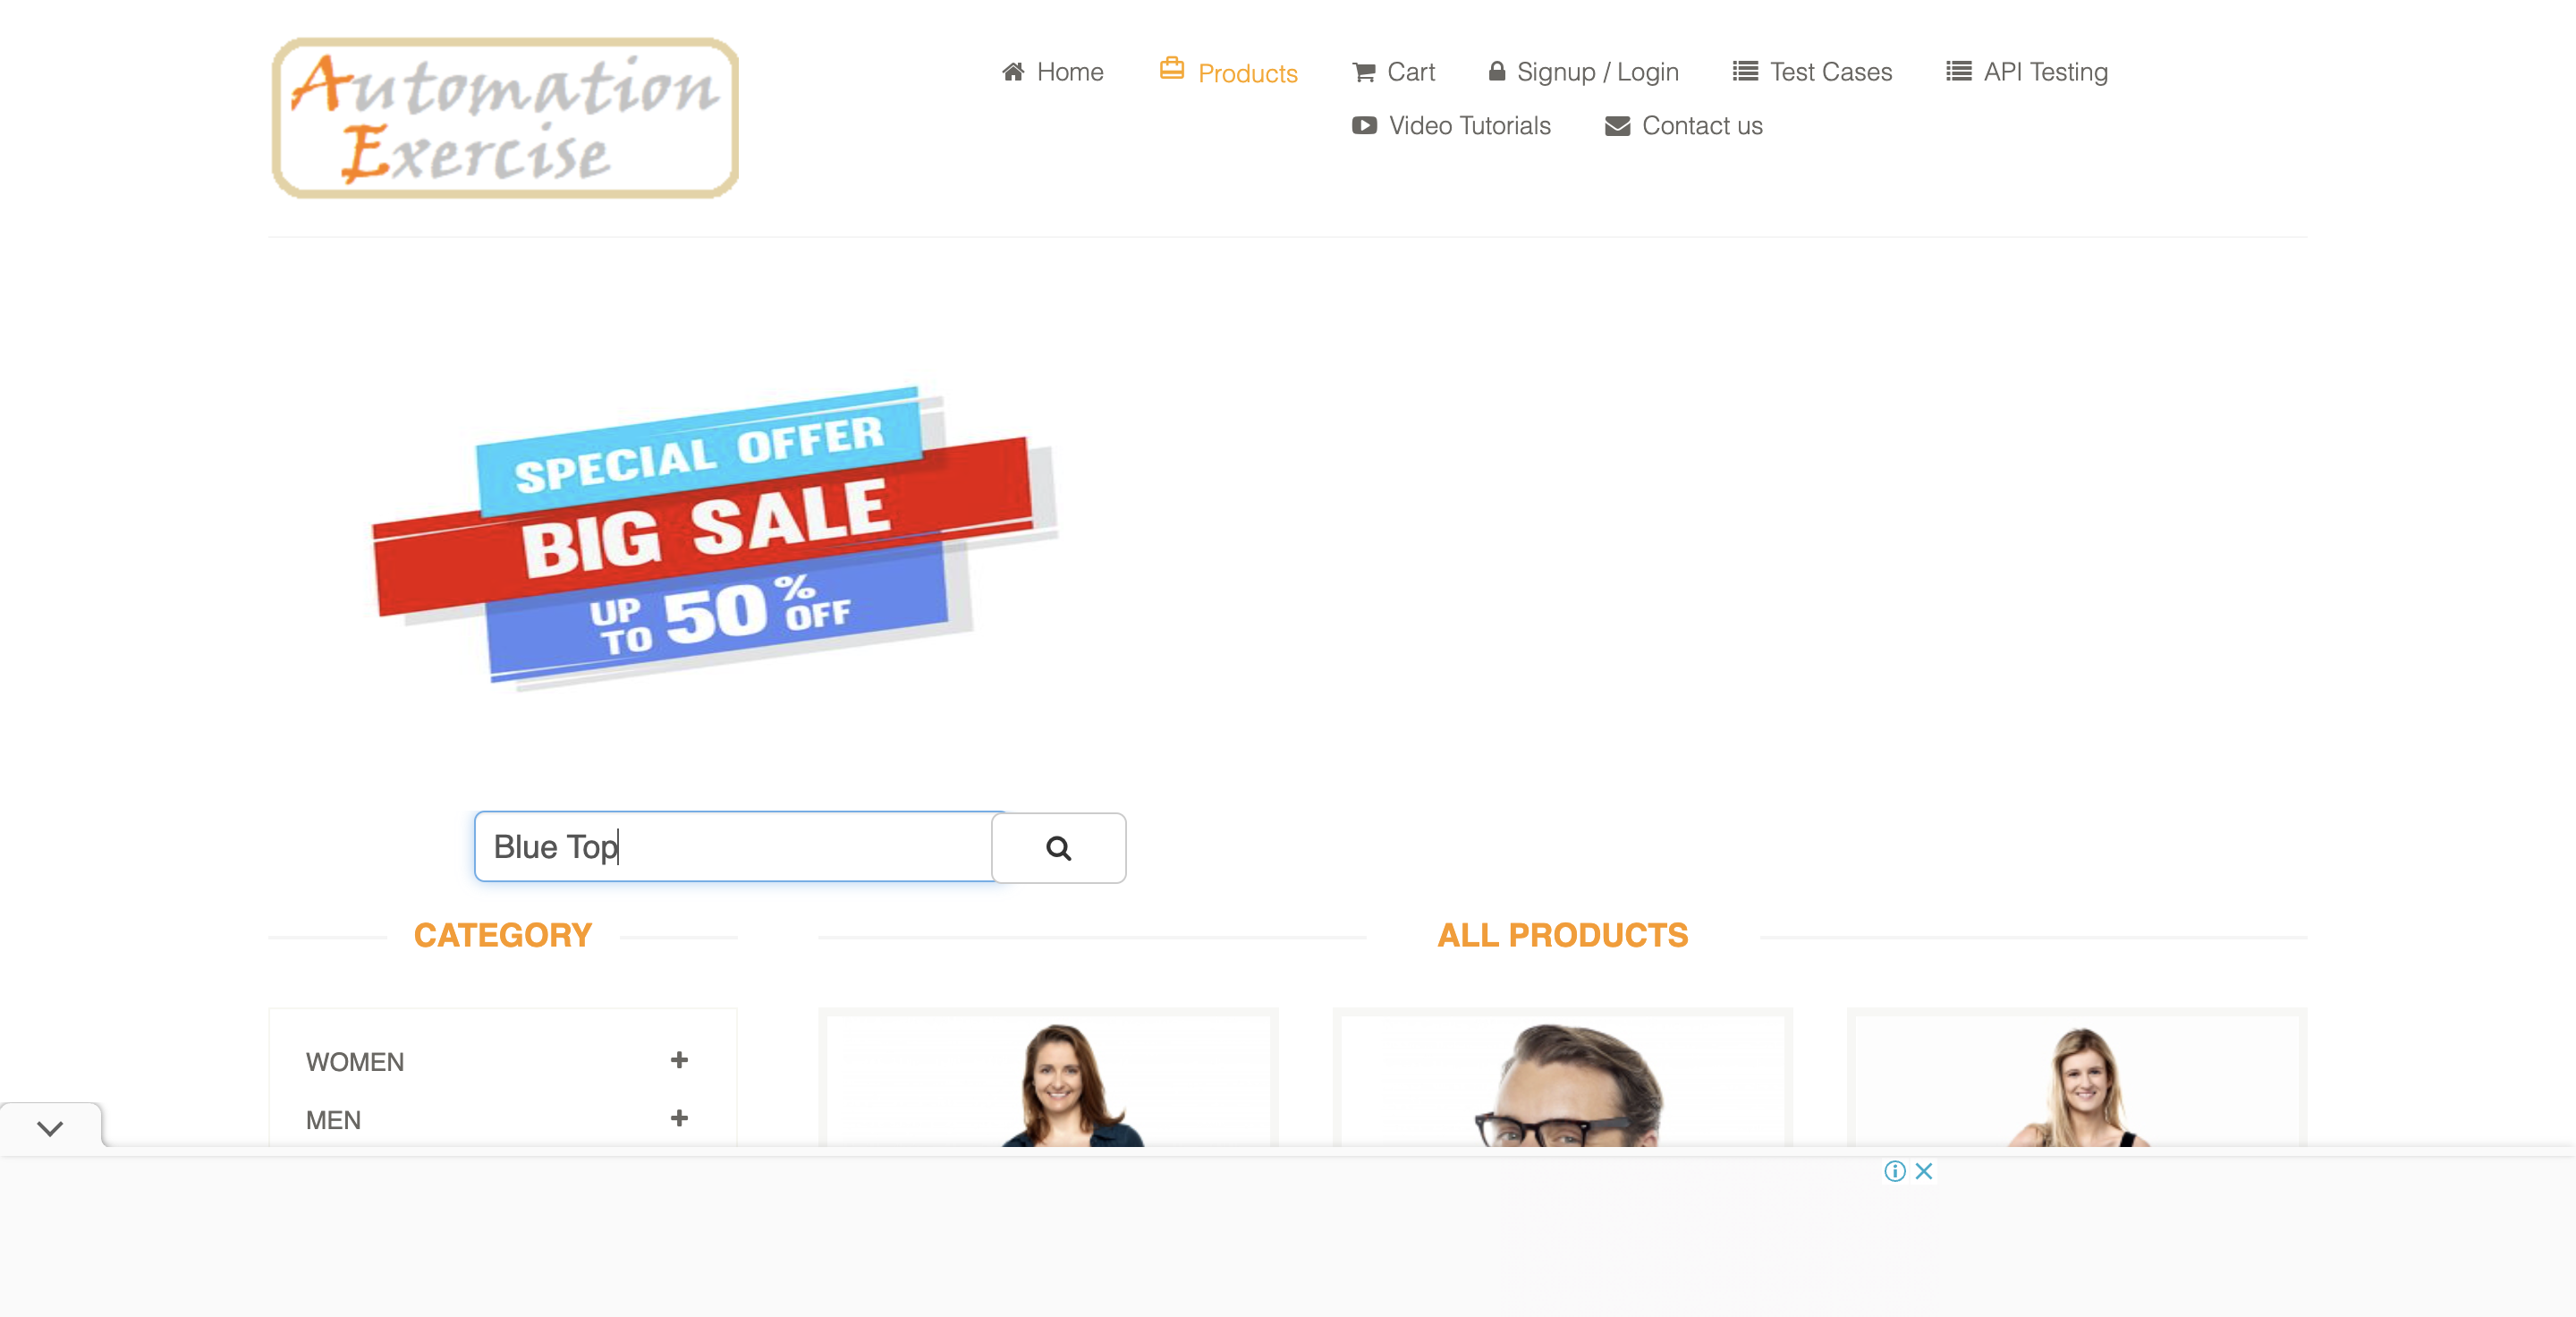 Automation
Exercise
Home Products Cart Signup / Login Test Cases API Testing
Video Tutorials Contact us
SPECIAL OFFER
BIG SALE
UP TO 50% OFF
Blue Top
CATEGORY
ALL PRODUCTS
WOMEN
MEN